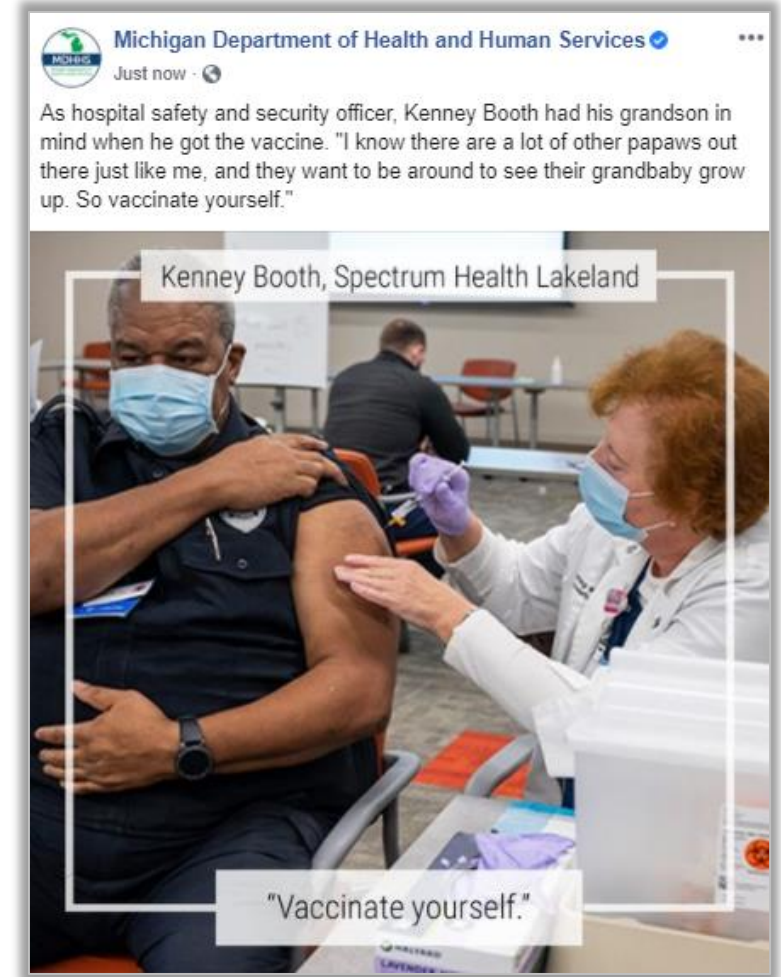 Michigan Department of Health and Human Services
MDHHS
Just now
As hospital safety and security officer, Kenney Booth had his grandson in
mind when he got the vaccine. "I know there are a lot of other papaws out
there just like me, and they want to be around to see their grandbaby grow
up. So vaccinate yourself."
Kenney Booth, Spectrum Health Lakeland
“Vaccinate yourself.”
HALYARD
LAVENDER